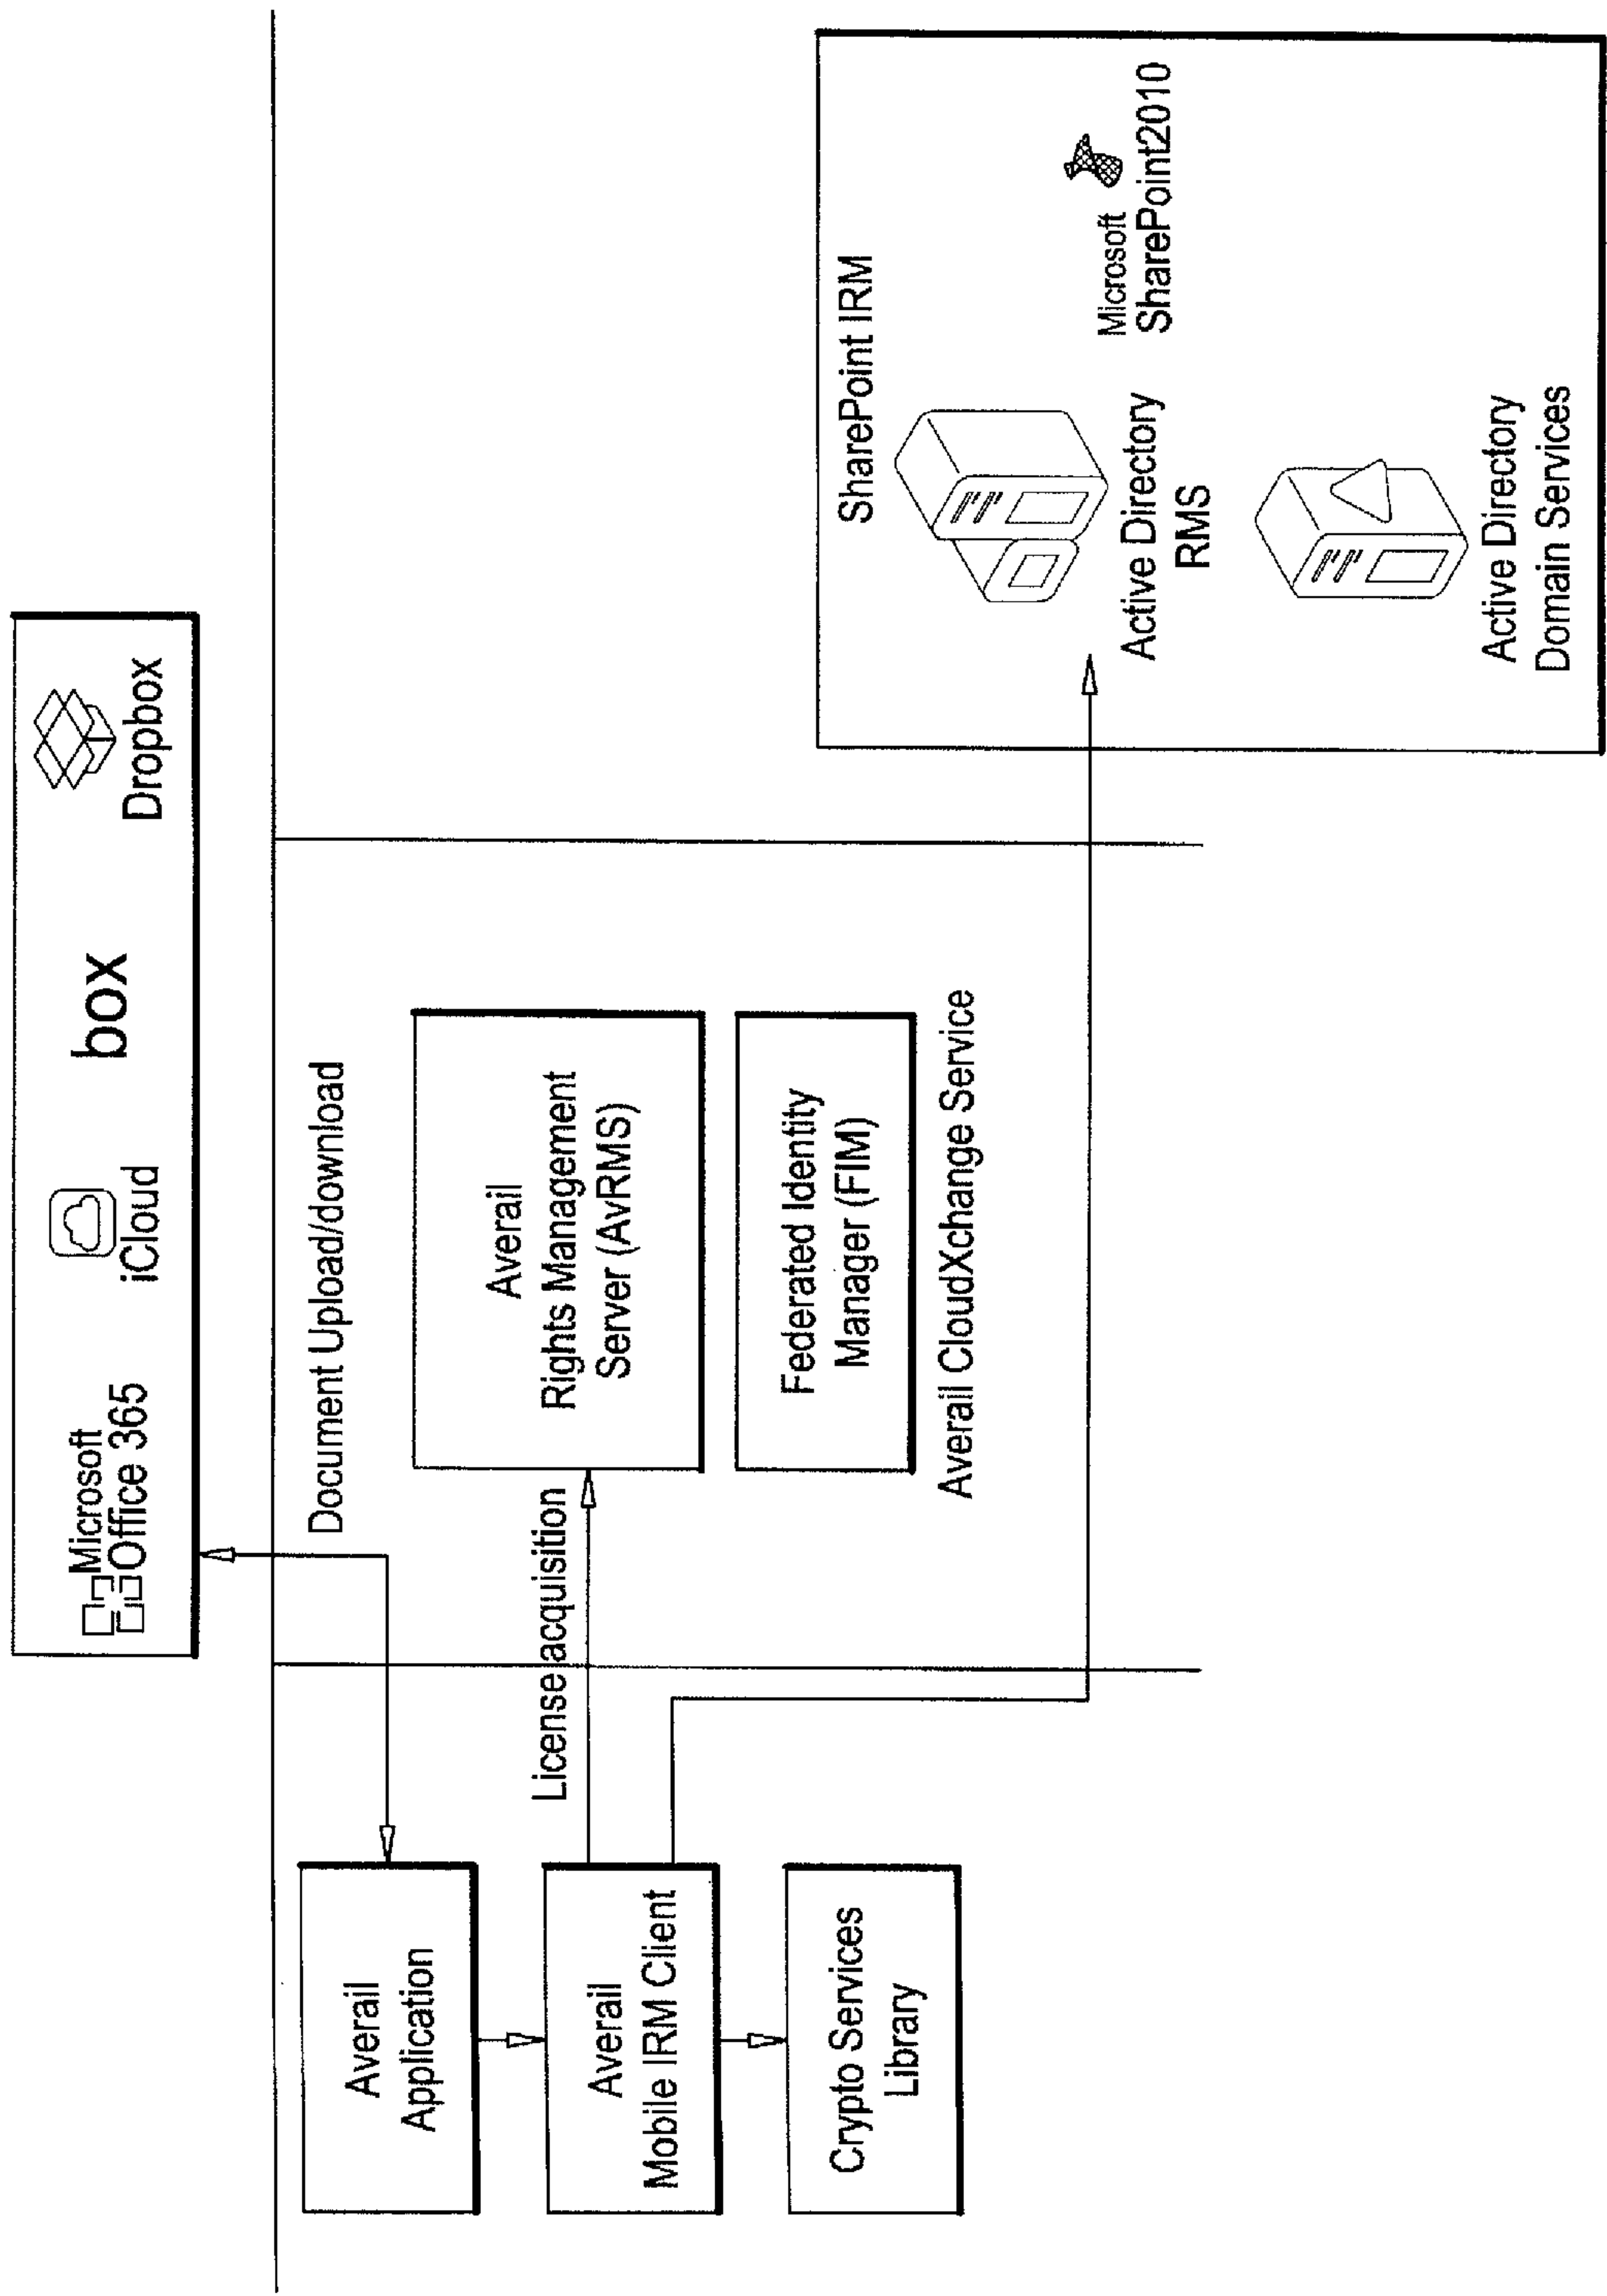 Microsoft
Office 365
iCloud
box
Dropbox
Document Upload/download
Averail
Application
Averail
Mobile IRM Client
Crypto Services
Library
License acquisition
Averail
Rights Management
Server (AvRMS)
Federated Identity
Manager (FIM)
Averail CloudXchange Service
SharePoint IRM
Microsoft
SharePoint2010
Active Directory
RMS
Active Directory
Domain Services